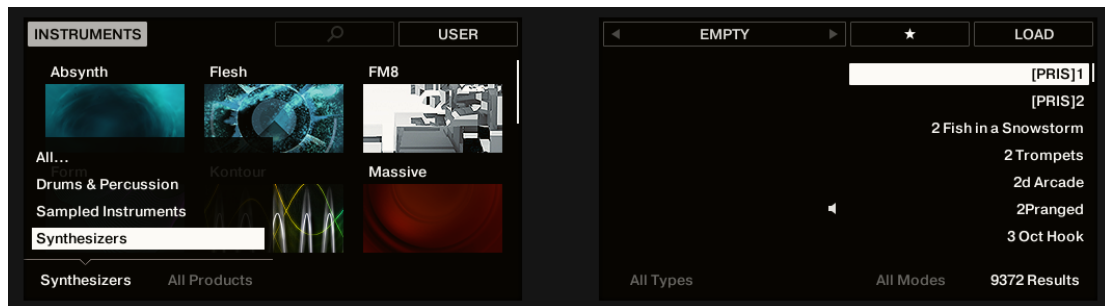 INSTRUMENTS USER
Absynth Flesh FM8
All...
Form Kontour Massive
Drums & Percussion
Sampled Instruments
Synthesizers
Synthesizers All Products
EMPTY ★ LOAD
[PRIS]1
[PRIS]2
2 Fish in a Snowstorm
2 Trompets
2d Arcade
2Pranged
3 Oct Hook
All Types All Modes 9372 Results